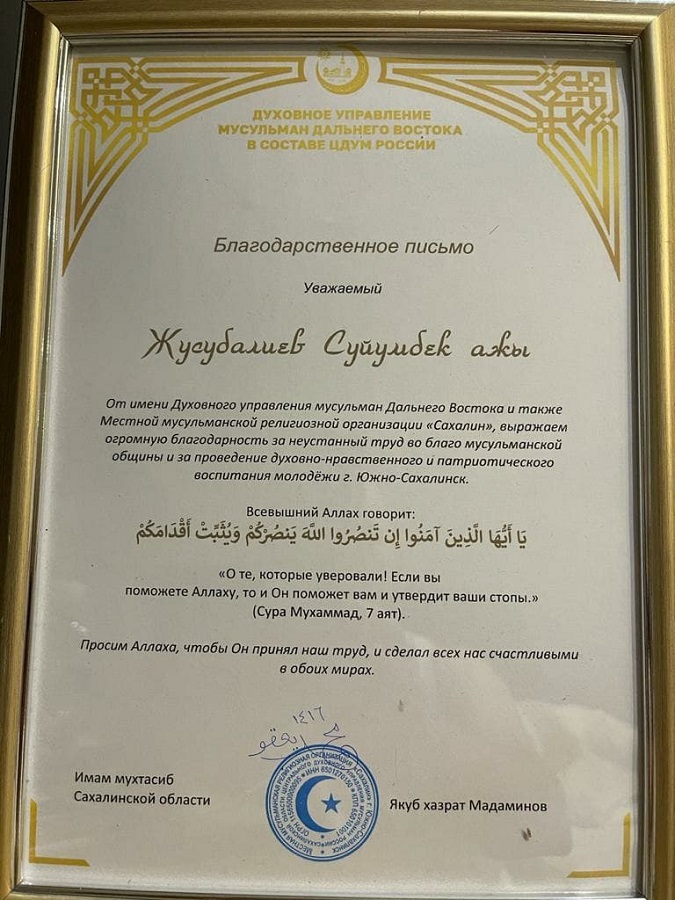 ДУХОВНОЕ УПРАВЛЕНИЕ
МУСУЛЬМАН ДАЛЬНЕГО ВОСТОКА
В СОСТАВЕ ЦДУМ РОССИИ
Благодарственное письмо
Уважаемый
Жусубалиев Суйумбек ажы
От имени Духовного управления мусульман Дальнего Востока и также
Местной мусульманской религиозной организации «Сахалин», выражаем
огромную благодарность за неустанный труд во благо мусульманской
общины и за проведение духовно-нравственного и патриотического
воспитания молодёжи г. Южно-Сахалинск.
Всевышний Аллах говорит:
يَا أَيُّهَا الَّذِينَ آمَنُوا إِن تَنصُرُوا اللَّهَ يَنصُرْكُمْ وَيُثَبِّتْ أَقْدَامَكُمْ
«О те, которые уверовали! Если вы
поможете Аллаху, то и Он поможет вам и утвердит ваши стопы.»
(Сура Мухаммад, 7 аят).
Просим Аллаха, чтобы Он принял наш труд, и сделал всех нас счастливыми
в обоих мирах.
١٤١٦
Имам мухтасиб
Сахалинской области
Якуб хазрат Мадаминов